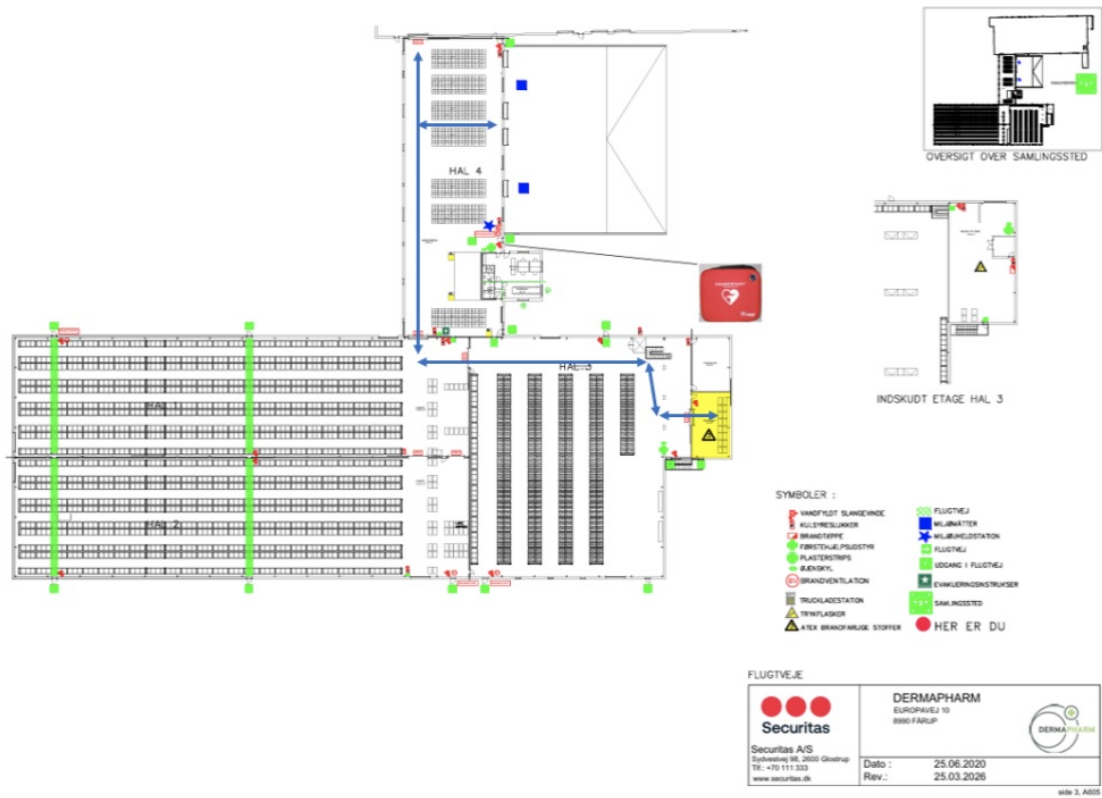 OVERSIGT OVER SAMLINGSSTED
HAL 4
HAL 3
HAL 1
HAL 2
INDSKUDT ETAGE HAL 3
SYMBOLER :
VANDFYLDT SLANGEVINDE
KULSYRESLUKKER
BRANDTÆPPE
FØRSTEHJÆLPSUDSTYR
PLASTERSTRIPS
ØJENSKYL
BRANDVENTILATION
TRUCKLADESTATION
TRYKFLASKER
ATEX BRANDFARLIGE STOFFER
FLUGTVEJ
MILJØMÅTTER
MILJØUHELDSTATION
FLUGTVEJ
UDGANG I FLUGTVEJ
EVAKUERINGSINSTRUKSER
SAMLINGSSTED
HER ER DU
FLUGTVEJE
Securitas
Securitas A/S
Sydvestvej 98, 2600 Glostrup
Tlf.: +70 111 333
www.securitas.dk
DERMAPHARM
EUROPAVEJ 10
8990 FÅRUP
DERMAPHARM
Dato : 25.06.2020
Rev.: 25.03.2026
side 3, A605